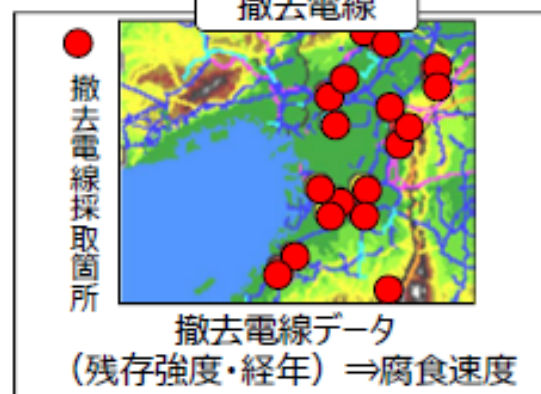 撤去電線
撤去電線採取箇所
撤去電線データ
（残存強度・経年）⇒腐食速度